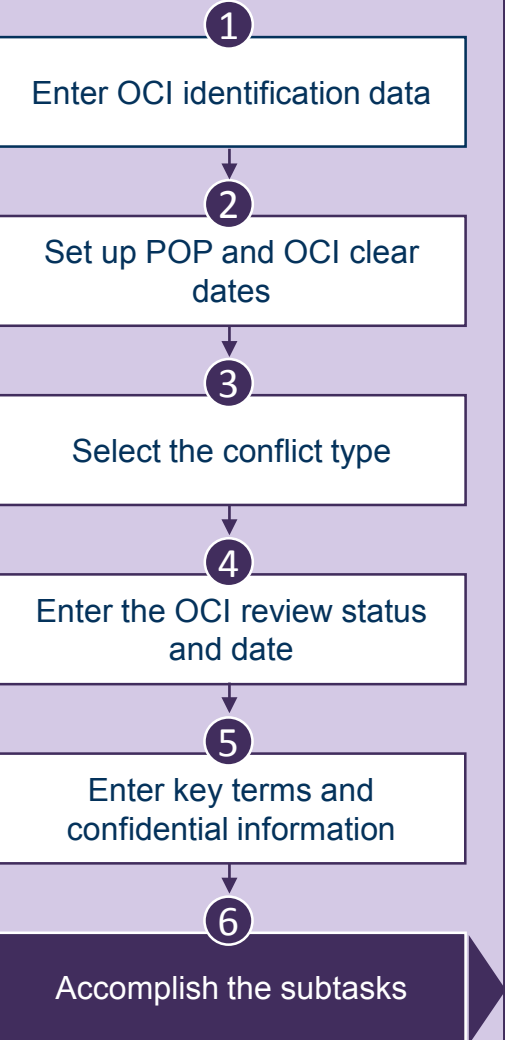 1
Enter OCI identification data
2
Set up POP and OCI clear
dates
3
Select the conflict type
4
Enter the OCI review status
and date
5
Enter key terms and
confidential information
6
Accomplish the subtasks